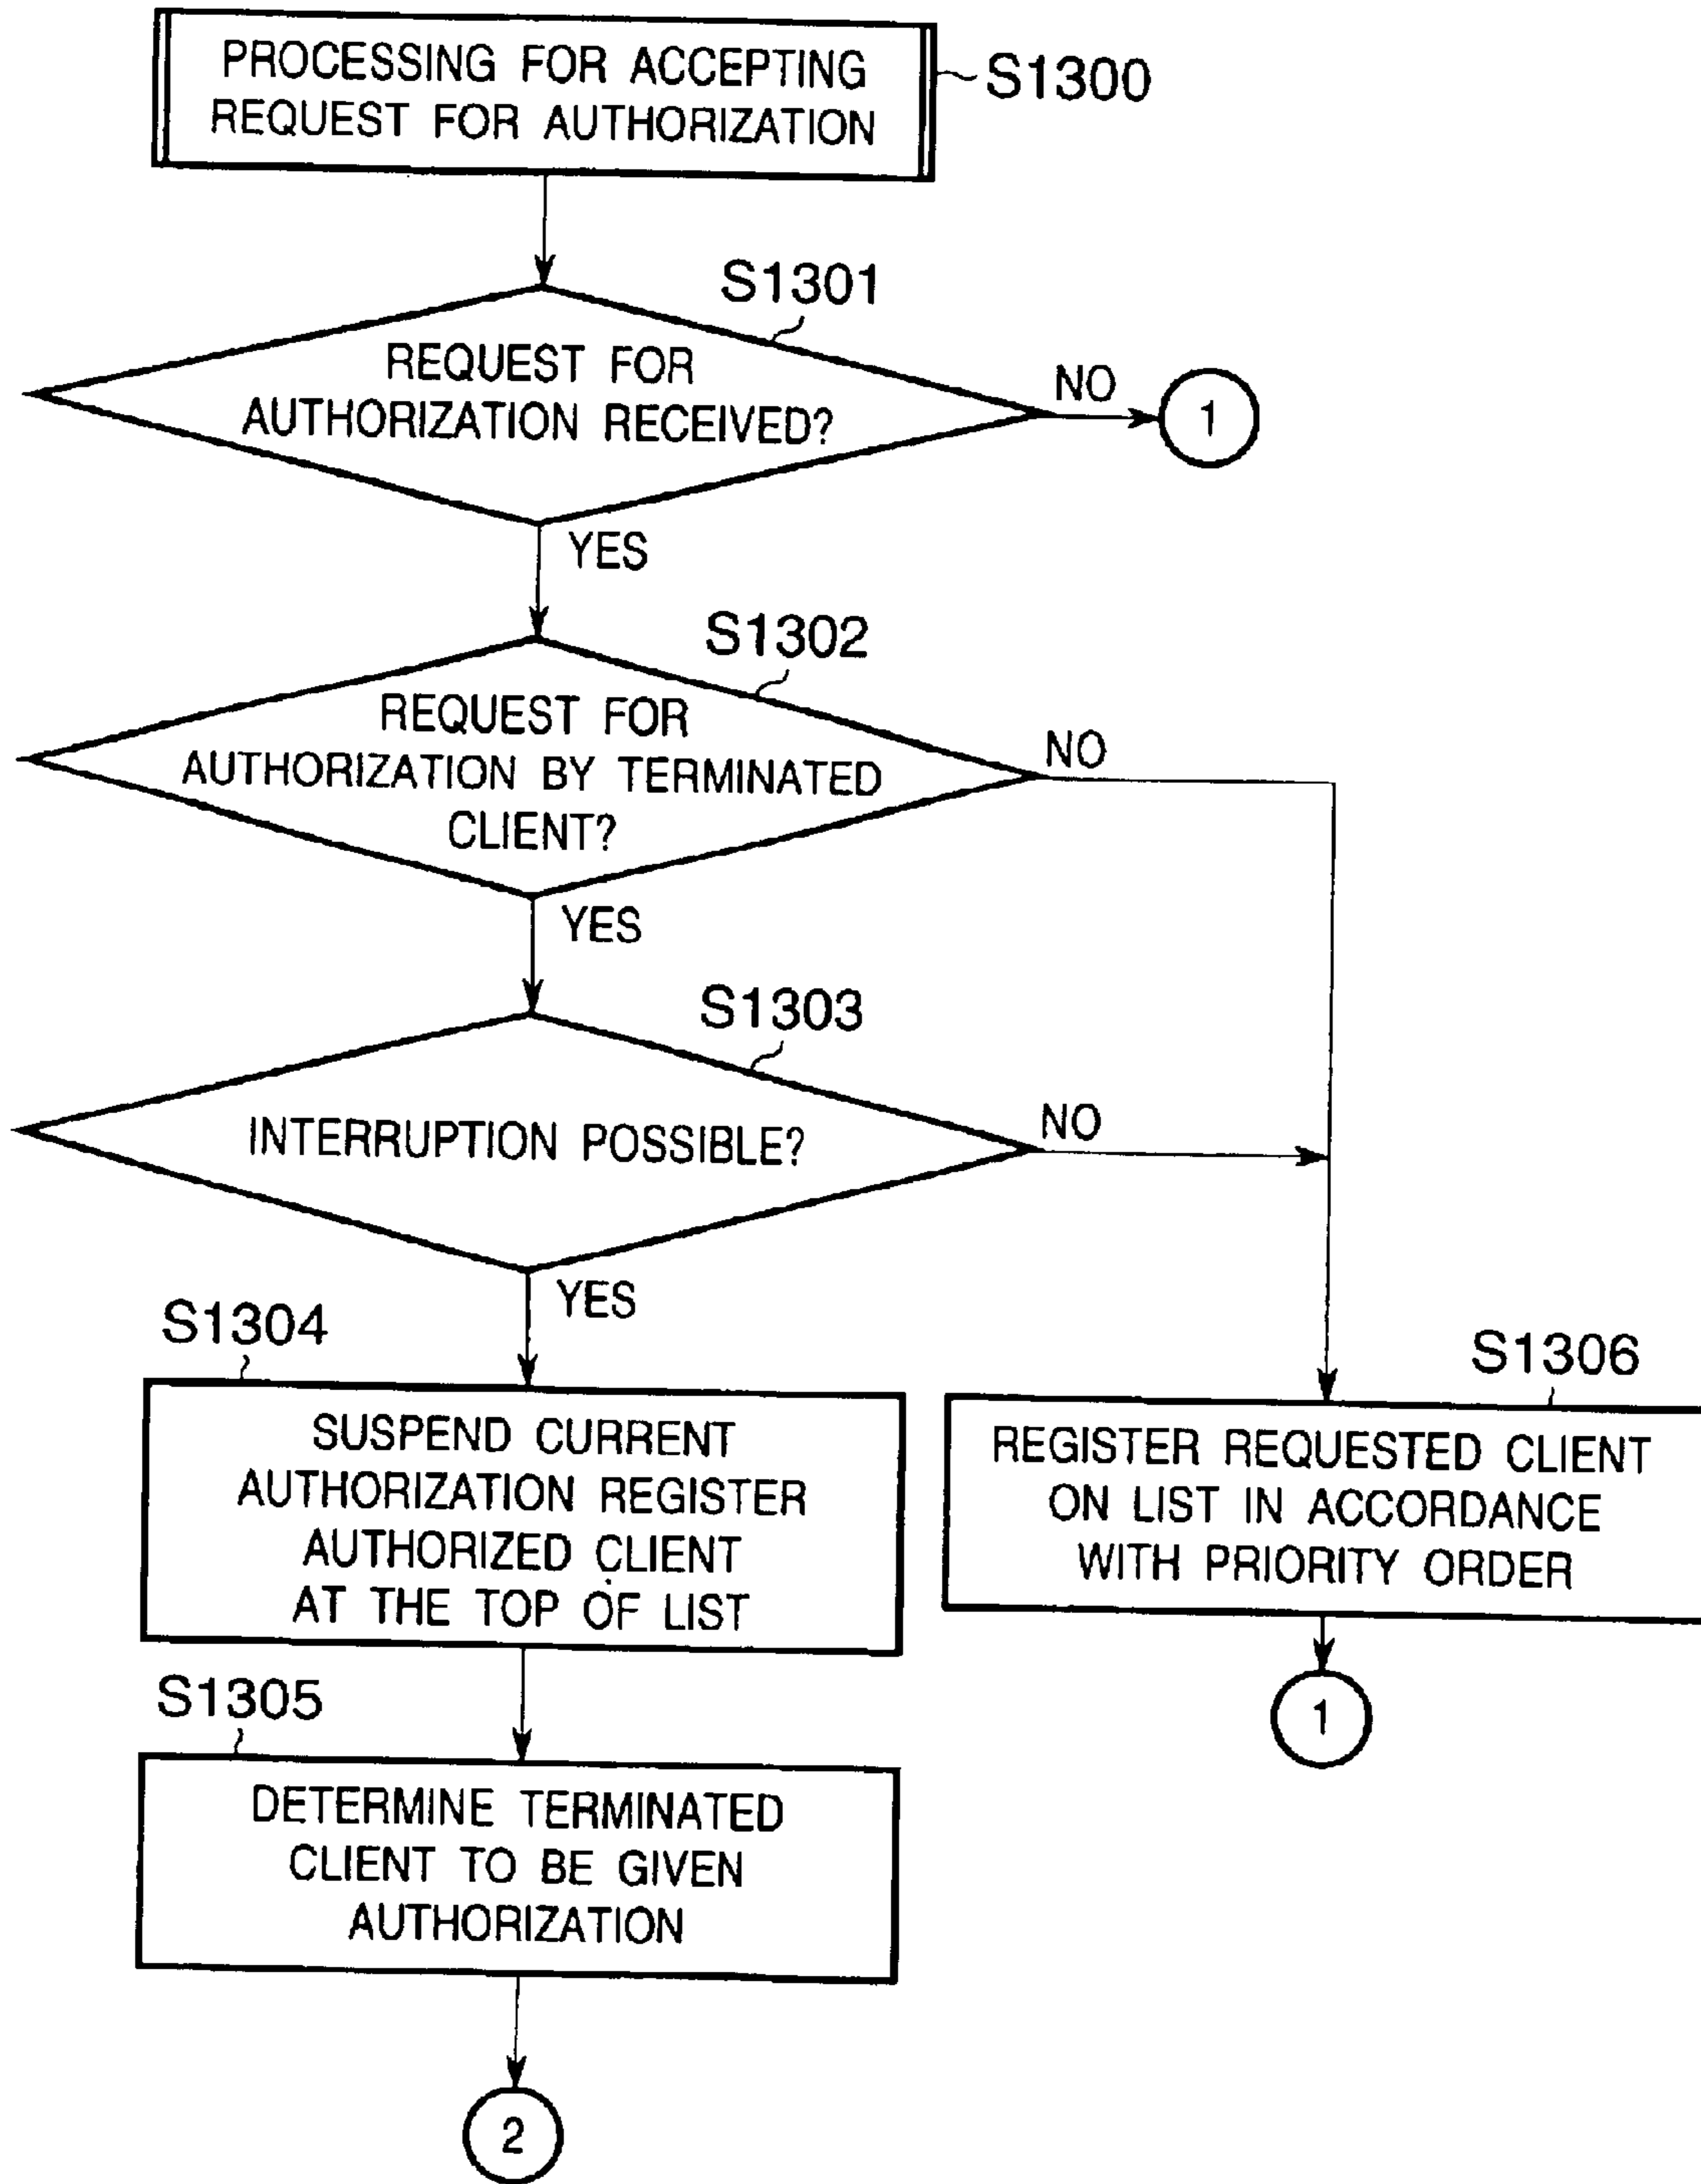 PROCESSING FOR ACCEPTING
REQUEST FOR AUTHORIZATION
S1300
S1301
REQUEST FOR
AUTHORIZATION RECEIVED?
NO
1
YES
S1302
REQUEST FOR
AUTHORIZATION BY TERMINATED
CLIENT?
NO
YES
S1303
INTERRUPTION POSSIBLE?
NO
YES
S1304
SUSPEND CURRENT
AUTHORIZATION REGISTER
AUTHORIZED CLIENT
AT THE TOP OF LIST
S1306
REGISTER REQUESTED CLIENT
ON LIST IN ACCORDANCE
WITH PRIORITY ORDER
1
S1305
DETERMINE TERMINATED
CLIENT TO BE GIVEN
AUTHORIZATION
2